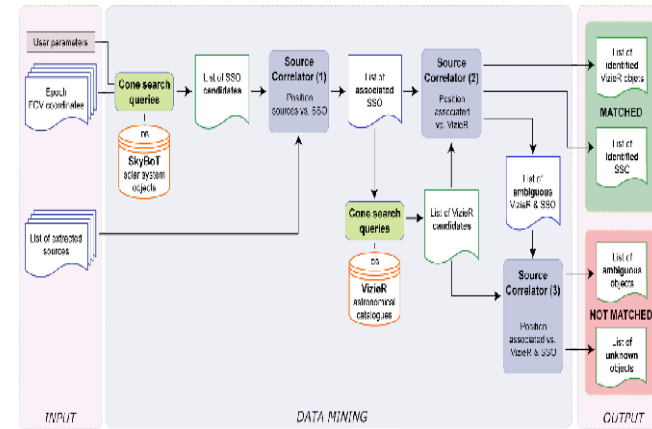 User parameters
Epoch
FOV coordinates
List of extracted
sources
INPUT
Cone search
queries
SkyBoT
solar system
objects
List of SSO
candidates
Source
Correlator (1)
Position
sources vs. SSO
List of
associated
SSO
Cone search
queries
VizieR
astronomical
catalogues
Source
Correlator (2)
Position
associated
vs. VizieR
List of VizieR
candidates
List of
ambiguous
VizieR & SSO
Source
Correlator (3)
Position
associated vs.
VizieR & SSO
DATA MINING
List of
identified
VizieR objets
MATCHED
List of
identified
SSO
List of
ambiguous
objects
NOT MATCHED
List of
unknown
objects
OUTPUT